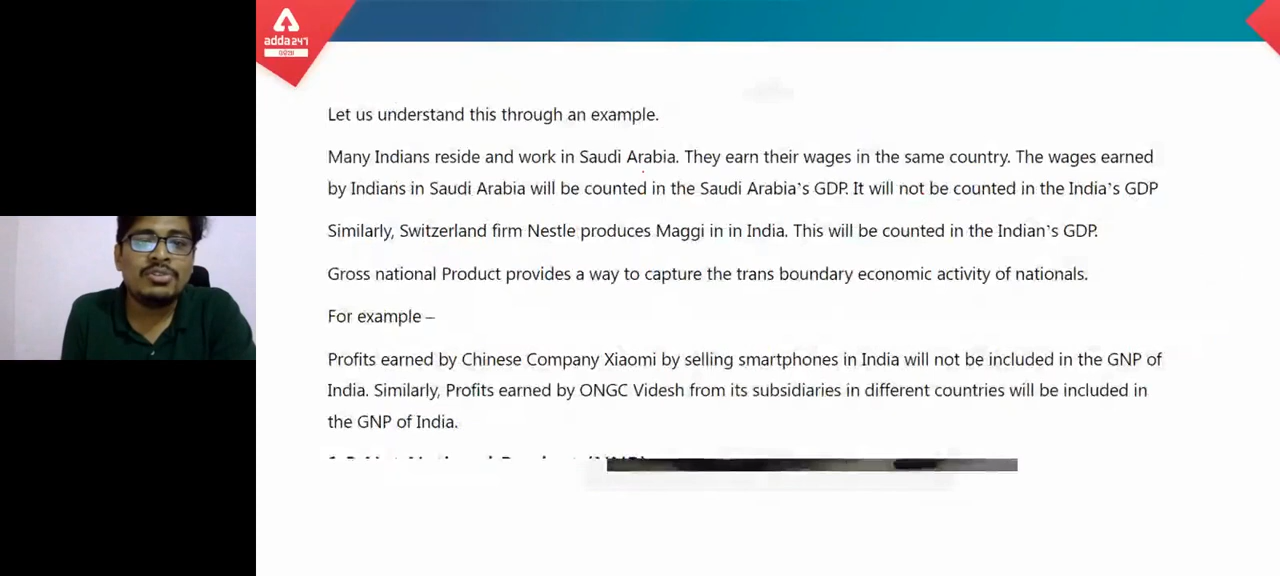 adda247
Let us understand this through an example.
Many Indians reside and work in Saudi Arabia. They earn their wages in the same country. The wages earned
by Indians in Saudi Arabia will be counted in the Saudi Arabia's GDP. It will not be counted in the India's GDP
Similarly, Switzerland firm Nestle produces Maggi in in India. This will be counted in the Indian's GDP.
Gross national Product provides a way to capture the trans boundary economic activity of nationals.
For example –
Profits earned by Chinese Company Xiaomi by selling smartphones in India will not be included in the GNP of
India. Similarly, Profits earned by ONGC Videsh from its subsidiaries in different countries will be included in
the GNP of India.